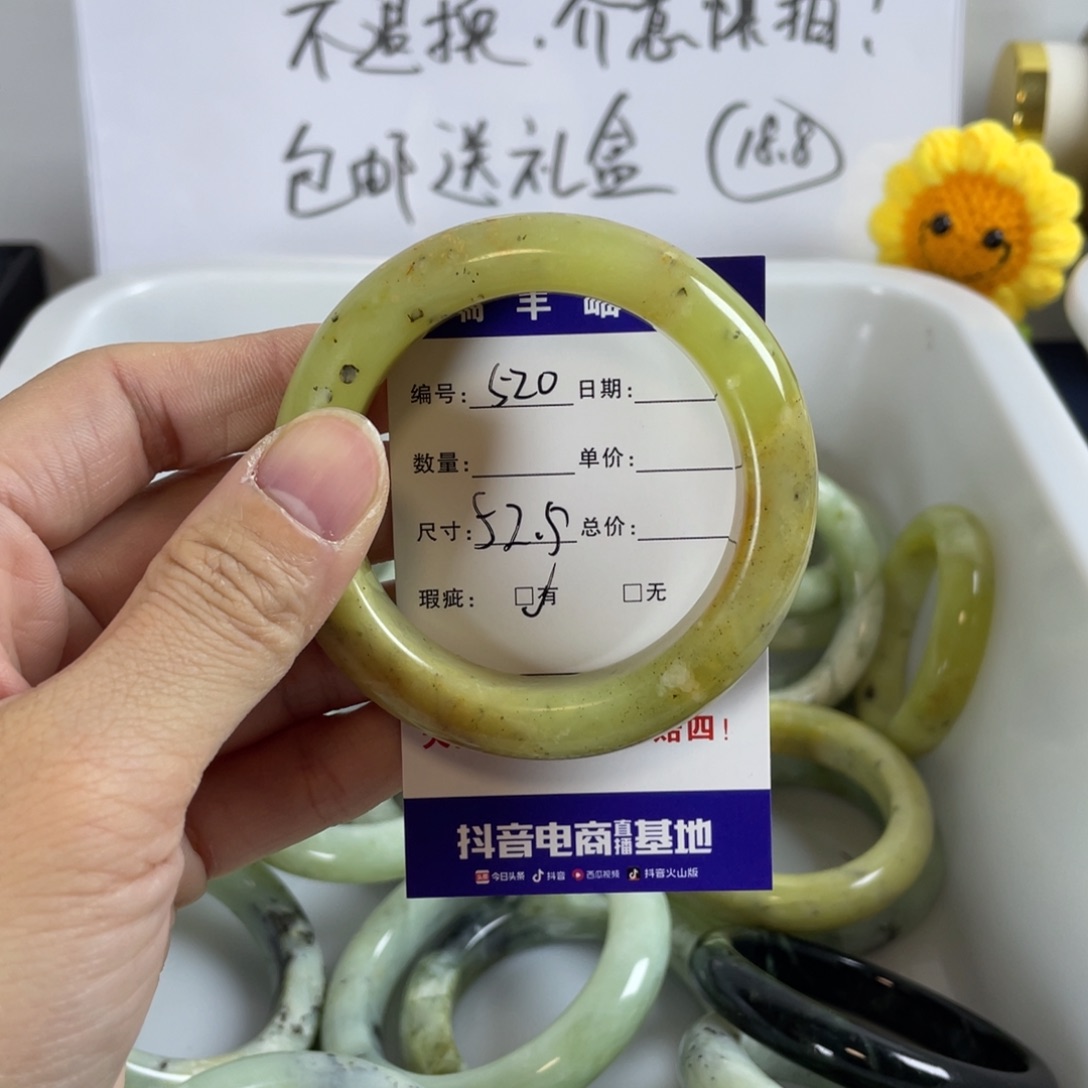 不退换.介意慎拍!
包邮送礼盒 18.8
编号: 520 日期:
数量: 单价:
尺寸: 52.5 总价:
瑕疵: □有 □无
赔四!
抖音电商直播基地
今日头条 抖音 西瓜视频 抖音火山版